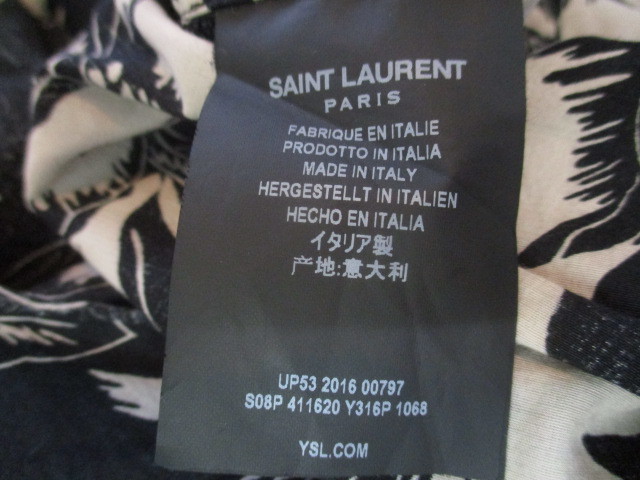 SAINT LAURENT
PARIS
FABRIQUE EN ITALIE
PRODOTTO IN ITALIA
MADE IN ITALY
HERGESTELLT IN ITALIEN
HECHO EN ITALIA
イタリア製
产地:意大利
UP53 2016 00797
S08P 411620 Y316P 1068
YSL.COM